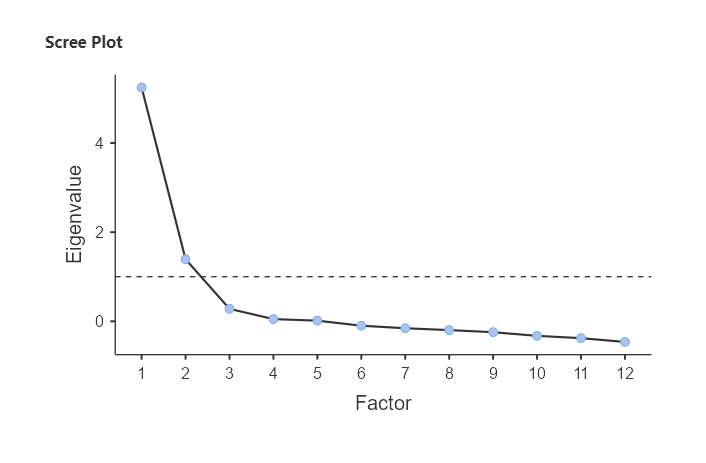 Scree Plot
Eigenvalue
4
2
0
1 2 3 4 5 6 7 8 9 10 11 12
Factor